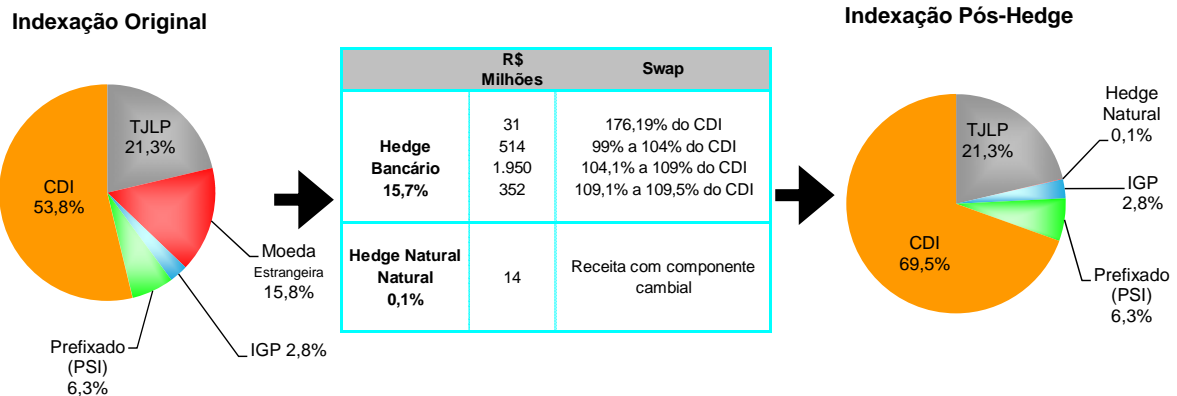 Indexação Original
TJLP
21,3%
CDI
53,8%
Moeda
Estrangeira
15,8%
IGP 2,8%
Prefixado
(PSI)
6,3%
R$
Milhões
Swap
Hedge
Bancário
15,7%
31
514
1.950
352
176,19% do CDI
99% a 104% do CDI
104,1% a 109% do CDI
109,1% a 109,5% do CDI
Hedge Natural
Natural
0,1%
14
Receita com componente
cambial
Indexação Pós-Hedge
Hedge
Natural
0,1%
TJLP
21,3%
IGP
2,8%
CDI
69,5%
Prefixado
(PSI)
6,3%